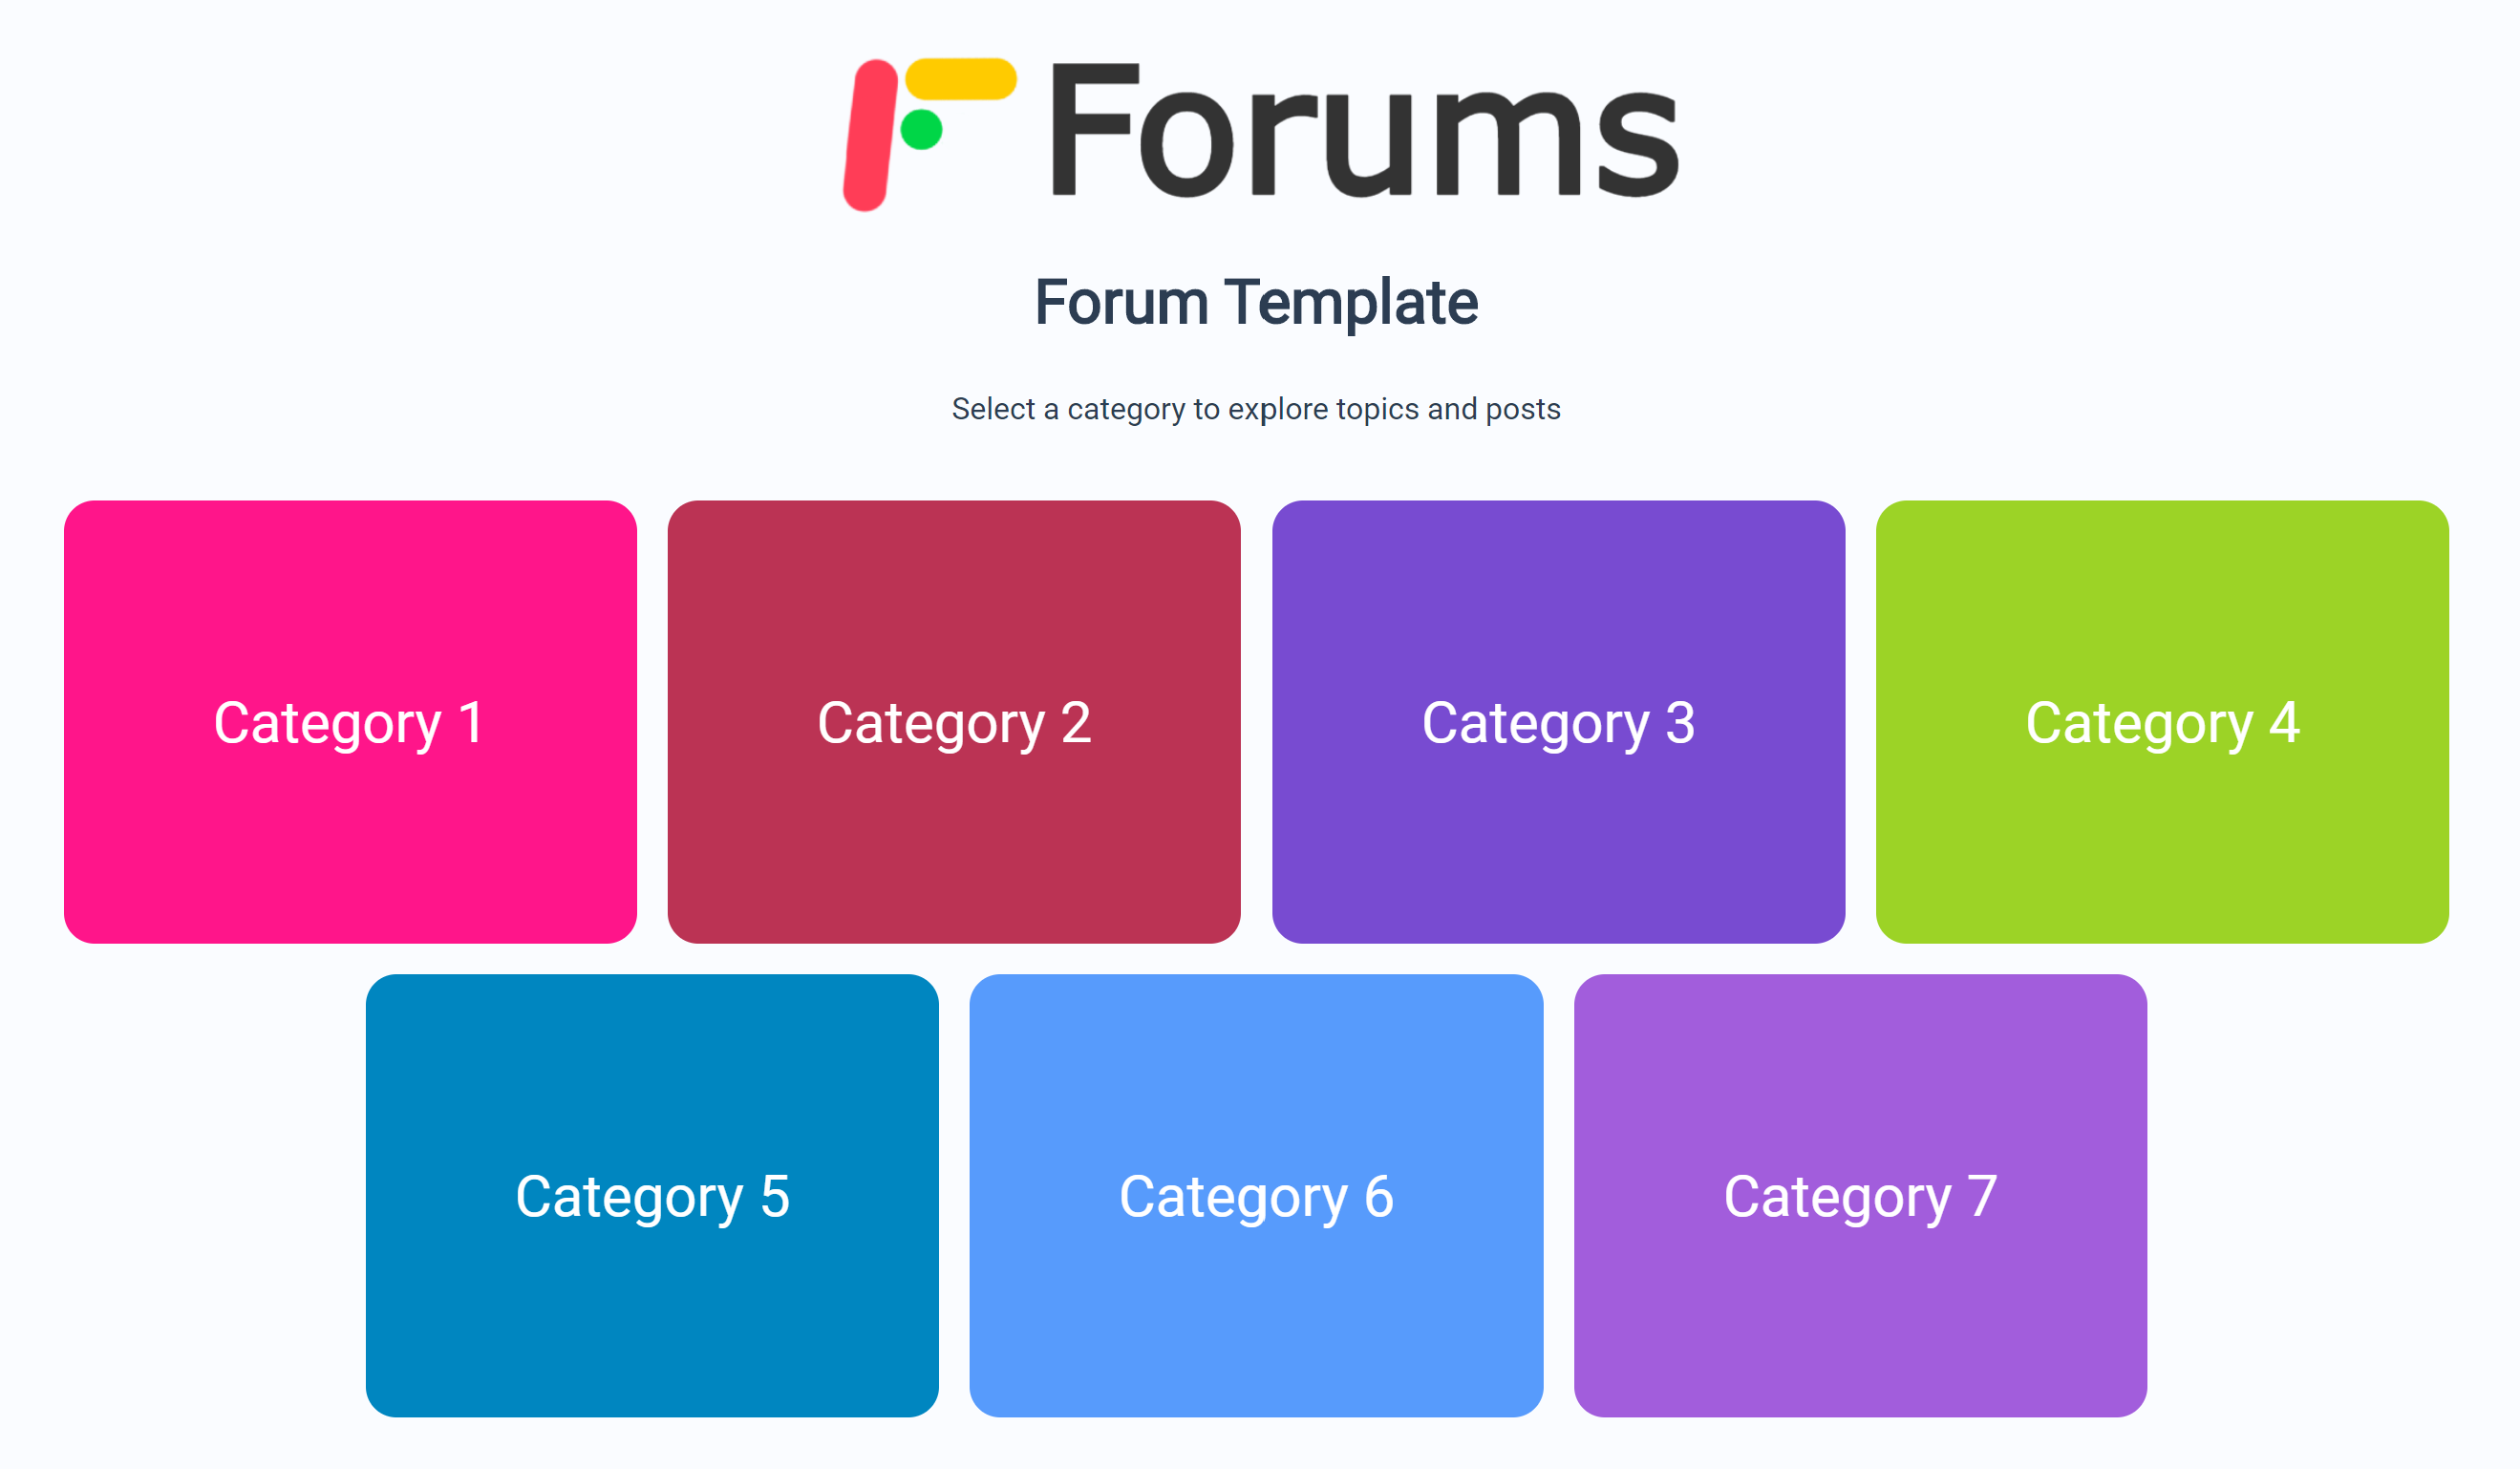 Forums
Forum Template
Select a category to explore topics and posts
Category 1
Category 2
Category 3
Category 4
Category 5
Category 6
Category 7